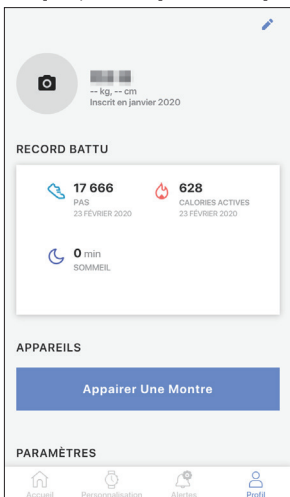 -- kg, -- cm
Inscrit en janvier 2020
RECORD BATTU
17 666
PAS
23 FÉVRIER 2020
628
CALORIES ACTIVES
23 FÉVRIER 2020
0 min
SOMMEIL
APPAREILS
Appairer Une Montre
PARAMÈTRES
Accueil
Personnalisation
Alertes
Profil